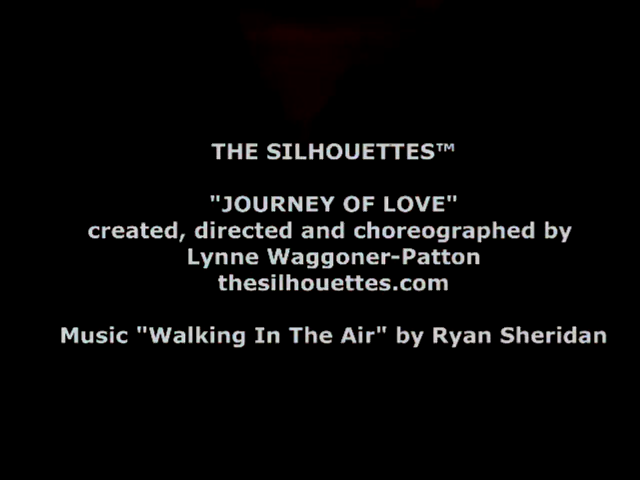 THE SILHOUETTES™
"JOURNEY OF LOVE"
created, directed and choreographed by
Lynne Waggoner-Patton
thesilhouettes.com
Music "Walking In The Air" by Ryan Sheridan